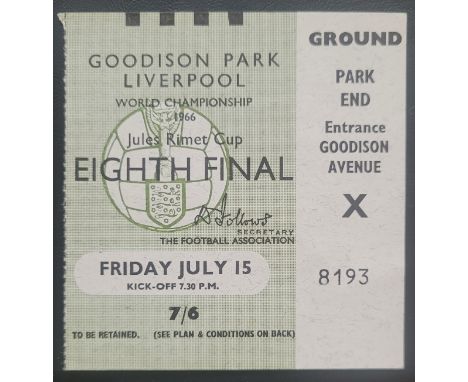 GOODISON PARK
LIVERPOOL
WORLD CHAMPIONSHIP
1966
Jules Rimet Cup
EIGHTH FINAL
D Follows
SECRETARY
THE FOOTBALL ASSOCIATION
FRIDAY JULY 15
KICK-OFF 7.30 P.M.
7/6
TO BE RETAINED. (SEE PLAN & CONDITIONS ON BACK)
GROUND
PARK
END
Entrance
GOODISON
AVENUE
X
8193